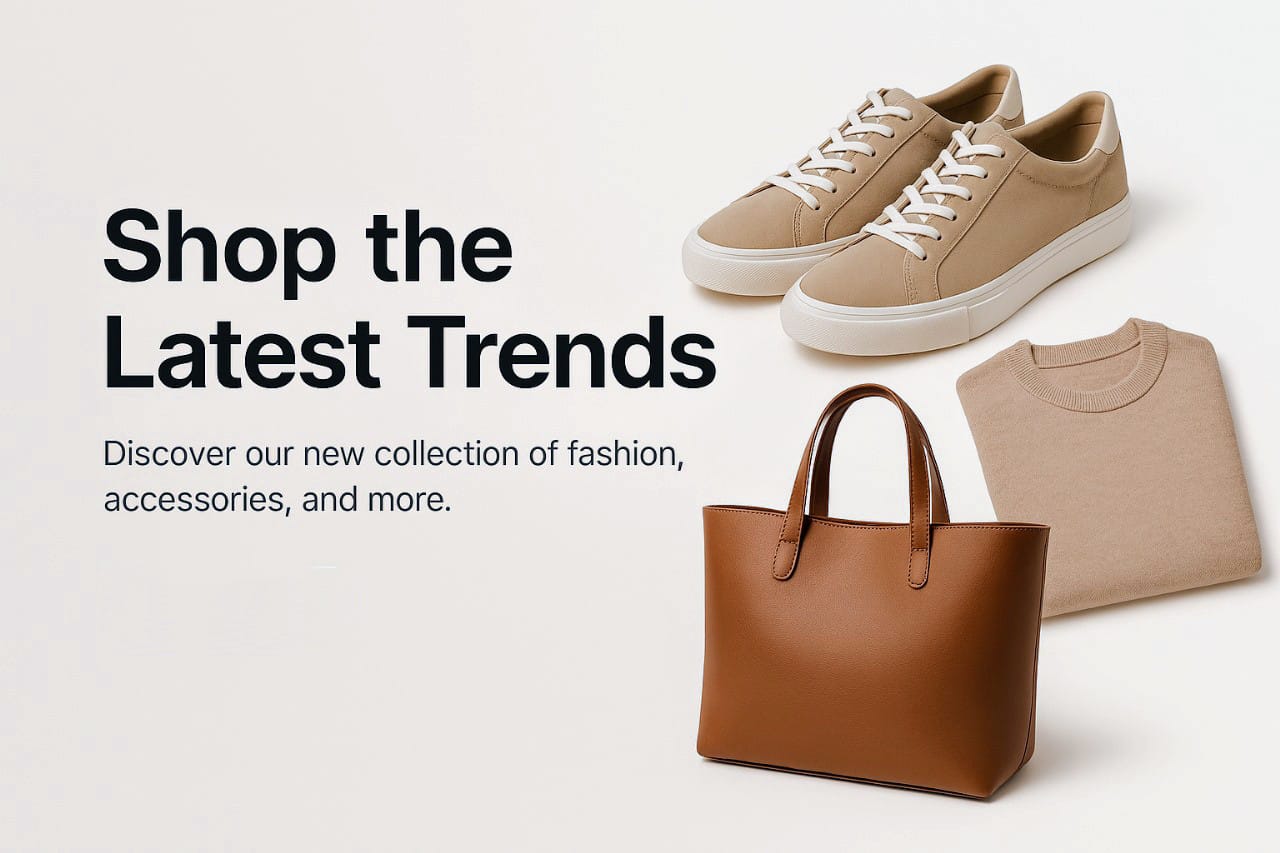 Shop the
Latest Trends
Discover our new collection of fashion,
accessories, and more.